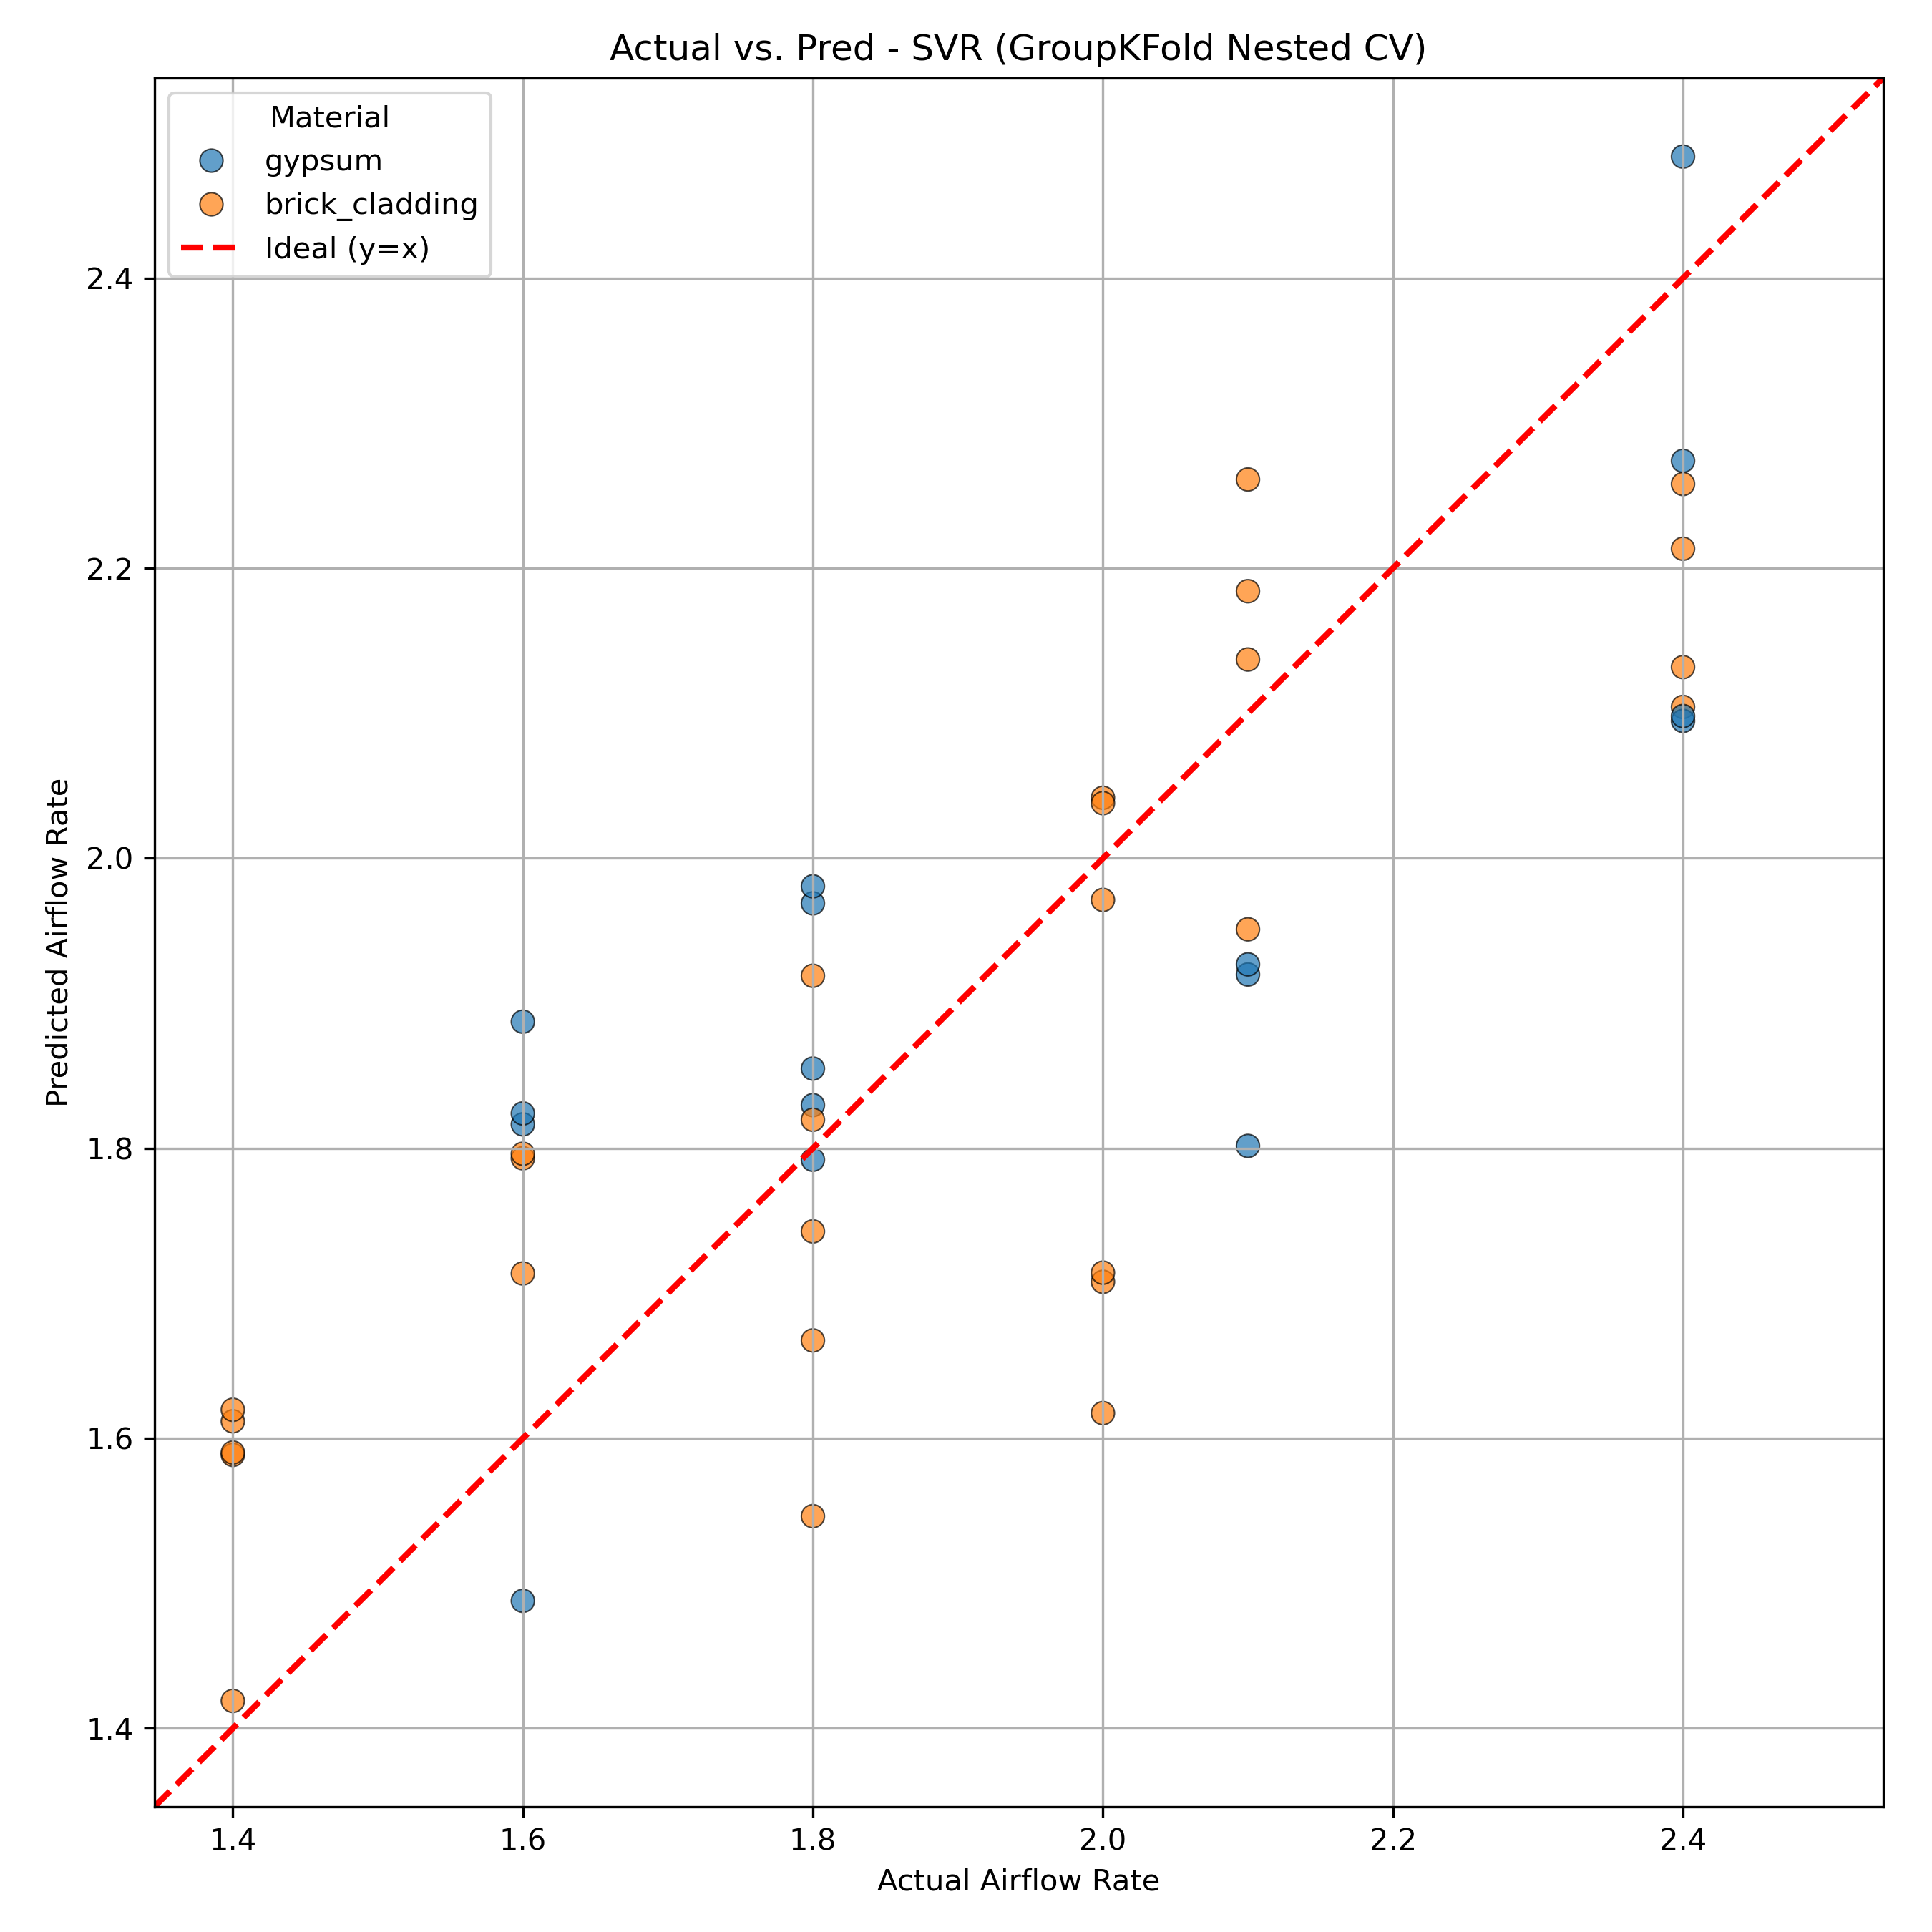 Actual vs. Pred - SVR (GroupKFold Nested CV)
Material
gypsum
brick_cladding
Ideal (y=x)
Predicted Airflow Rate
2.4
2.2
2.0
1.8
1.6
1.4
1.4 1.6 1.8 2.0 2.2 2.4
Actual Airflow Rate